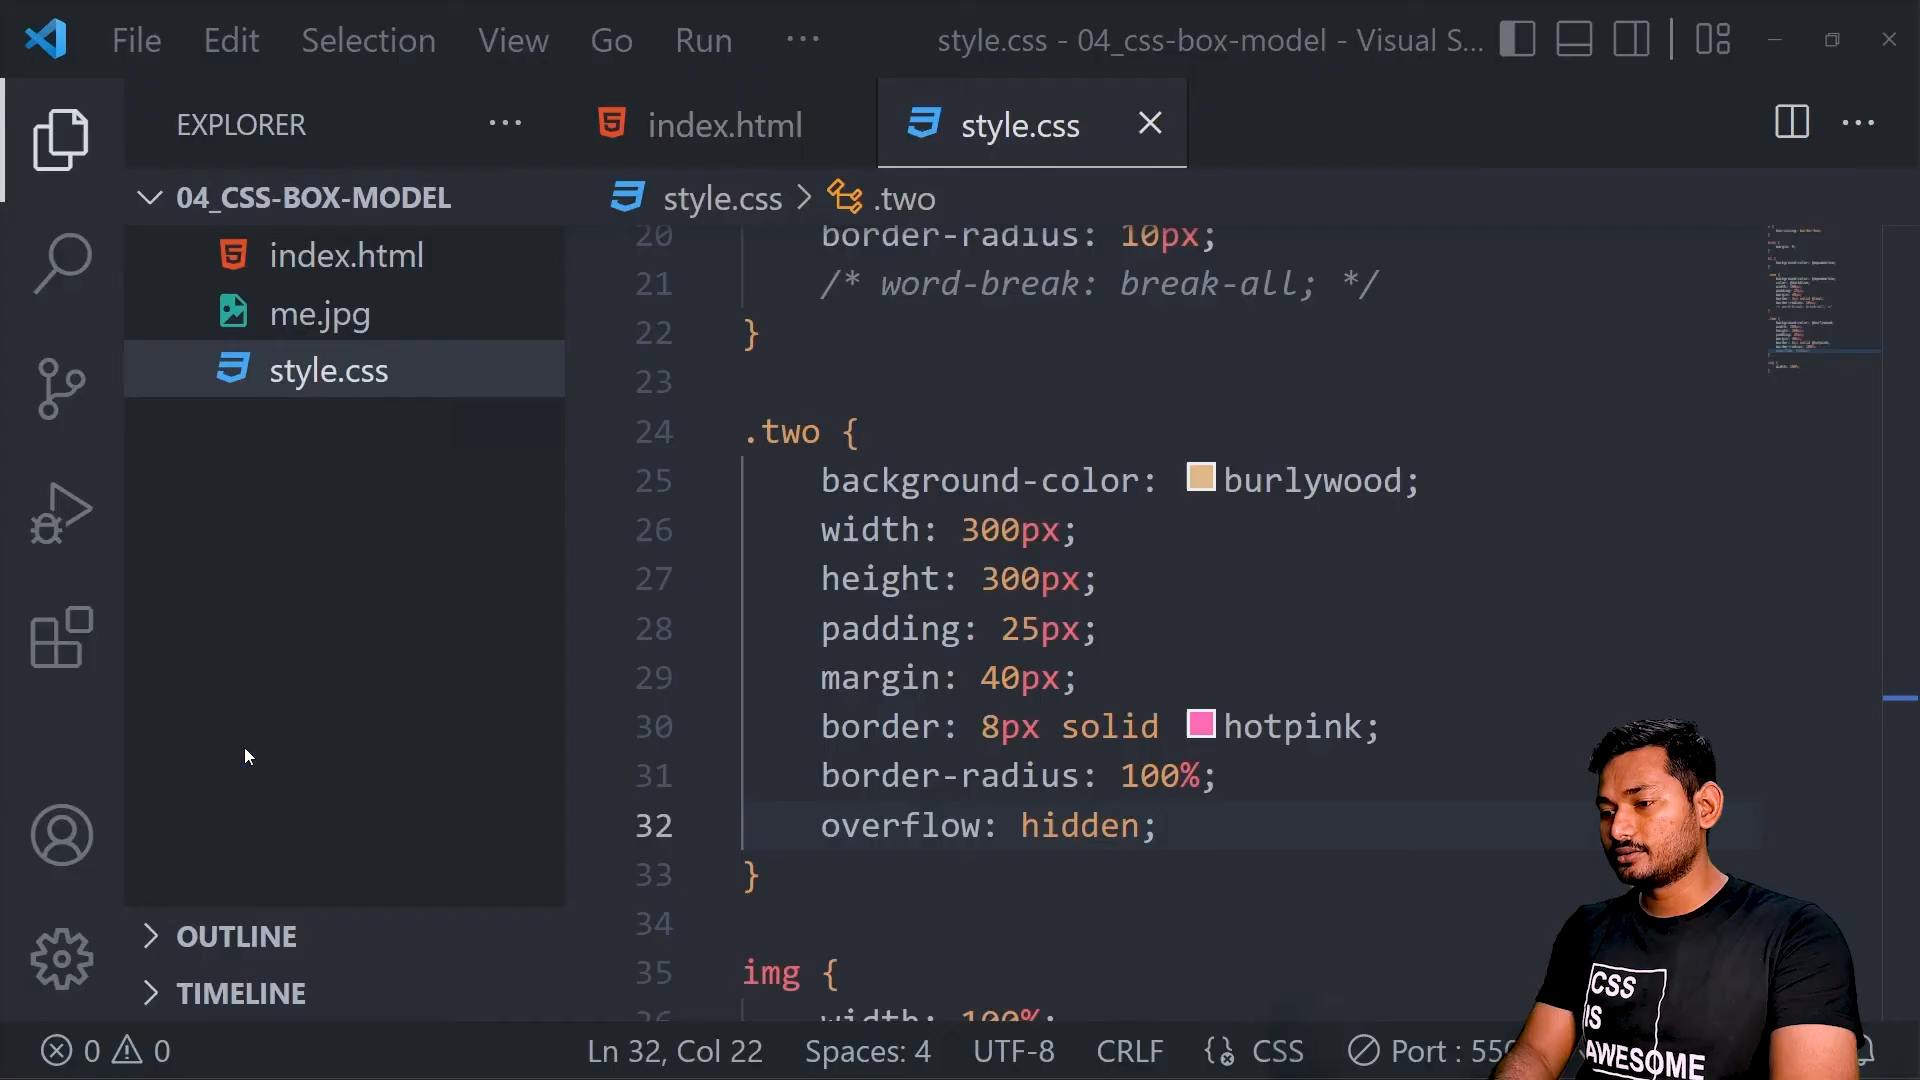 File Edit Selection View Go Run ··· style.css - 04_css-box-model - Visual S...
EXPLORER ···
index.html style.css
04_CSS-BOX-MODEL
index.html
me.jpg
style.css
OUTLINE
TIMELINE
style.css > .two
20 border-radius: 10px;
21 /* word-break: break-all; */
22 }
23
24 .two {
25 background-color: burlywood;
26 width: 300px;
27 height: 300px;
28 padding: 25px;
29 margin: 40px;
30 border: 8px solid hotpink;
31 border-radius: 100%;
32 overflow: hidden;
33 }
34
35 img {
36 width: 100%;
CSS
IS
AWESOME
0 0 Ln 32, Col 22 Spaces: 4 UTF-8 CRLF CSS Port :